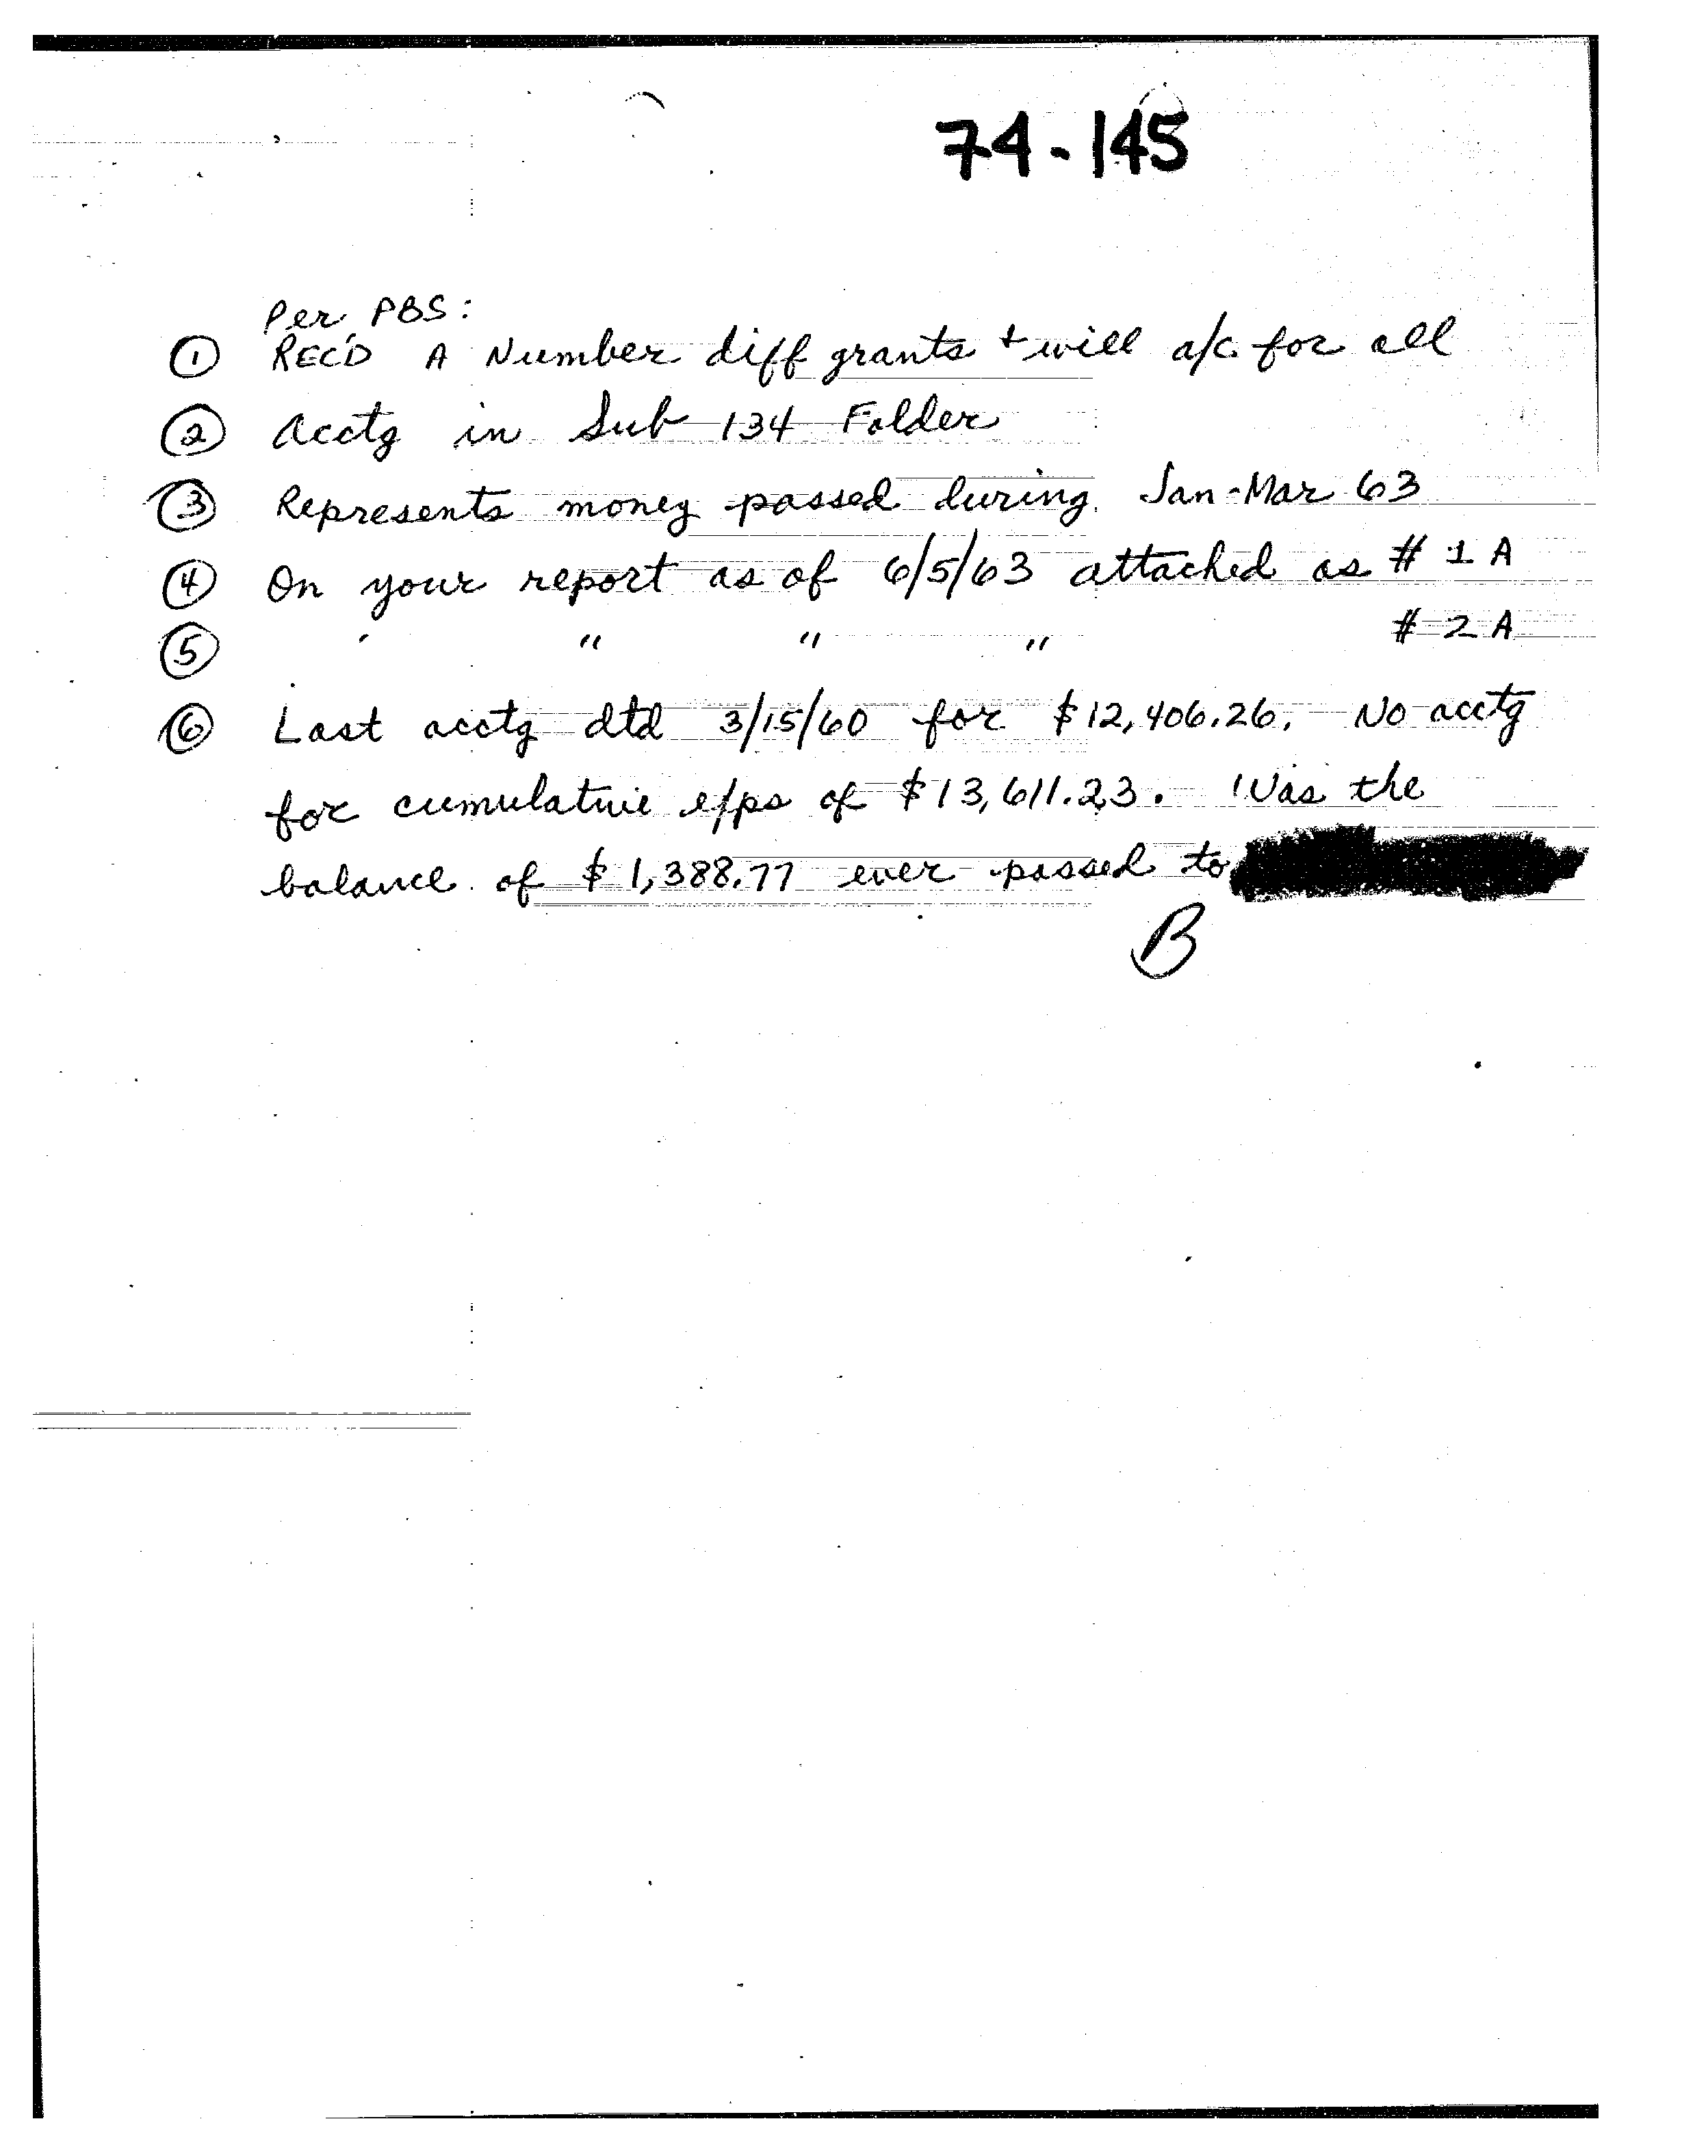 74-145
Per PBS:
① REC'D A Number diff grants + will a/c for all
② Acctg in Sub 134 Folder
③ Represents money passed during Jan-Mar 63
④ On your report as of 6/5/63 attached as # 1 A
⑤ " " " " # 2 A
⑥ Last acctg dtd 3/15/60 for $12,406.26. No acctg
for cumulative e/ps of $13,611.23. Was the
balance of $1,388.77 ever passed to
B